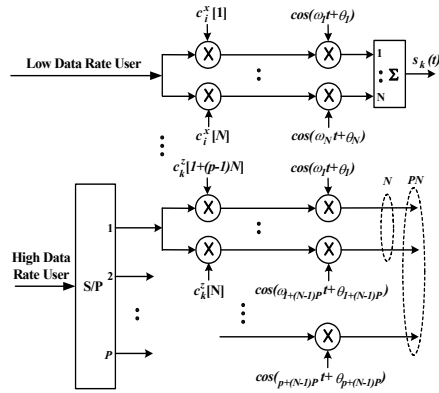 c_i^x[1]
cos(ω_1t+θ_1)
Low Data Rate User
X
X
1
Σ
s_k(t)
X
X
N
c_i^x[N]
cos(ω_Nt+θ_N)
c_k^z[1+(p-1)N]
cos(ω_1t+θ_1)
N
PN
X
X
1
High Data
Rate User
S/P
X
X
2
c_k^z[N]
cos(ω_{1+(N-1)P}t+θ_{1+(N-1)P})
P
X
cos(_{p+(N-1)P}t+θ_{p+(N-1)P})